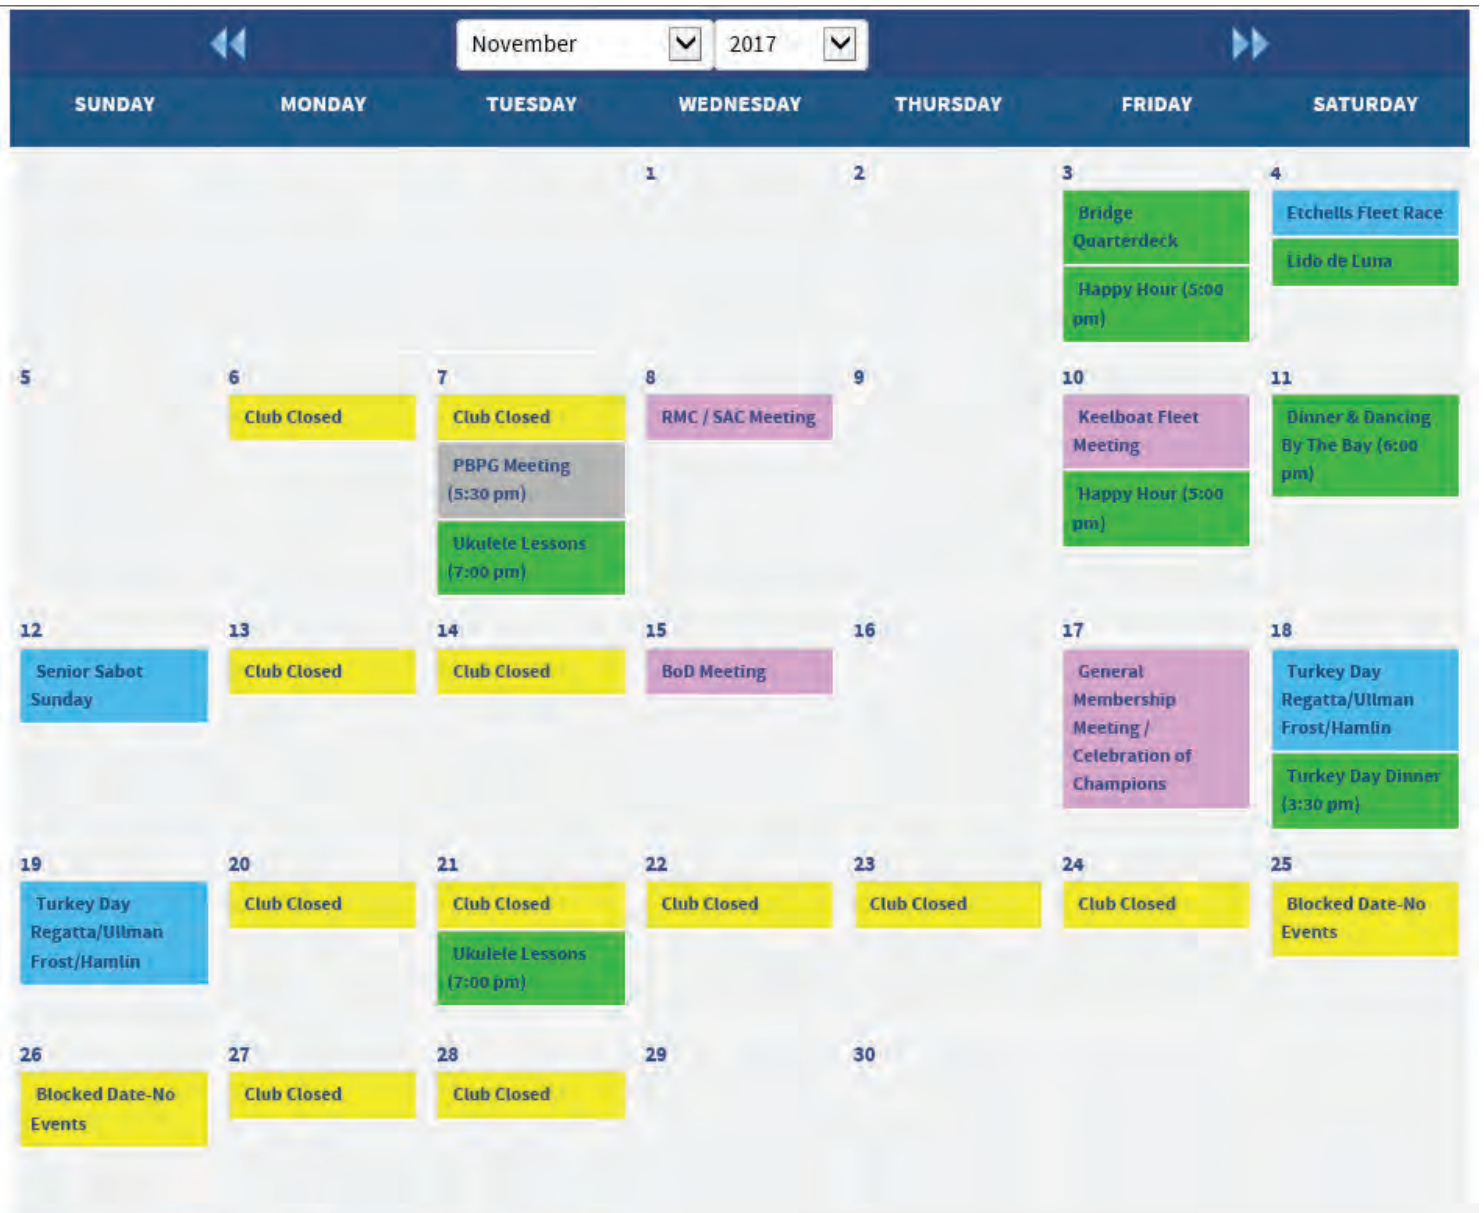 November 2017
SUNDAY MONDAY TUESDAY WEDNESDAY THURSDAY FRIDAY SATURDAY
1
2
3
Bridge
Quarterdeck
Happy Hour (5:00
pm)
4
Etchells Fleet Race
Lido de Luna
5
6
Club Closed
7
Club Closed
PBPG Meeting
(5:30 pm)
Ukulele Lessons
(7:00 pm)
8
RMC / SAC Meeting
9
10
Keelboat Fleet
Meeting
Happy Hour (5:00
pm)
11
Dinner & Dancing
By The Bay (6:00
pm)
12
Senior Sabot
Sunday
13
Club Closed
14
Club Closed
15
BoD Meeting
16
17
General
Membership
Meeting /
Celebration of
Champions
18
Turkey Day
Regatta/Ullman
Frost/Hamlin
Turkey Day Dinner
(3:30 pm)
19
Turkey Day
Regatta/Ullman
Frost/Hamlin
20
Club Closed
21
Club Closed
Ukulele Lessons
(7:00 pm)
22
Club Closed
23
Club Closed
24
Club Closed
25
Blocked Date-No
Events
26
Blocked Date-No
Events
27
Club Closed
28
Club Closed
29
30